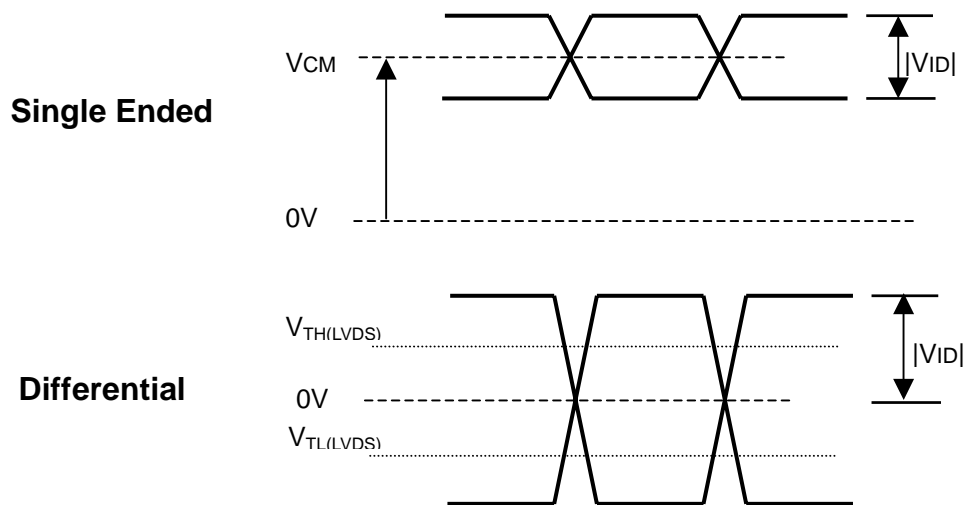 VCM
|VID|
Single Ended
0V
VTH(LVDS)
|VID|
Differential
0V
VTL(LVDS)